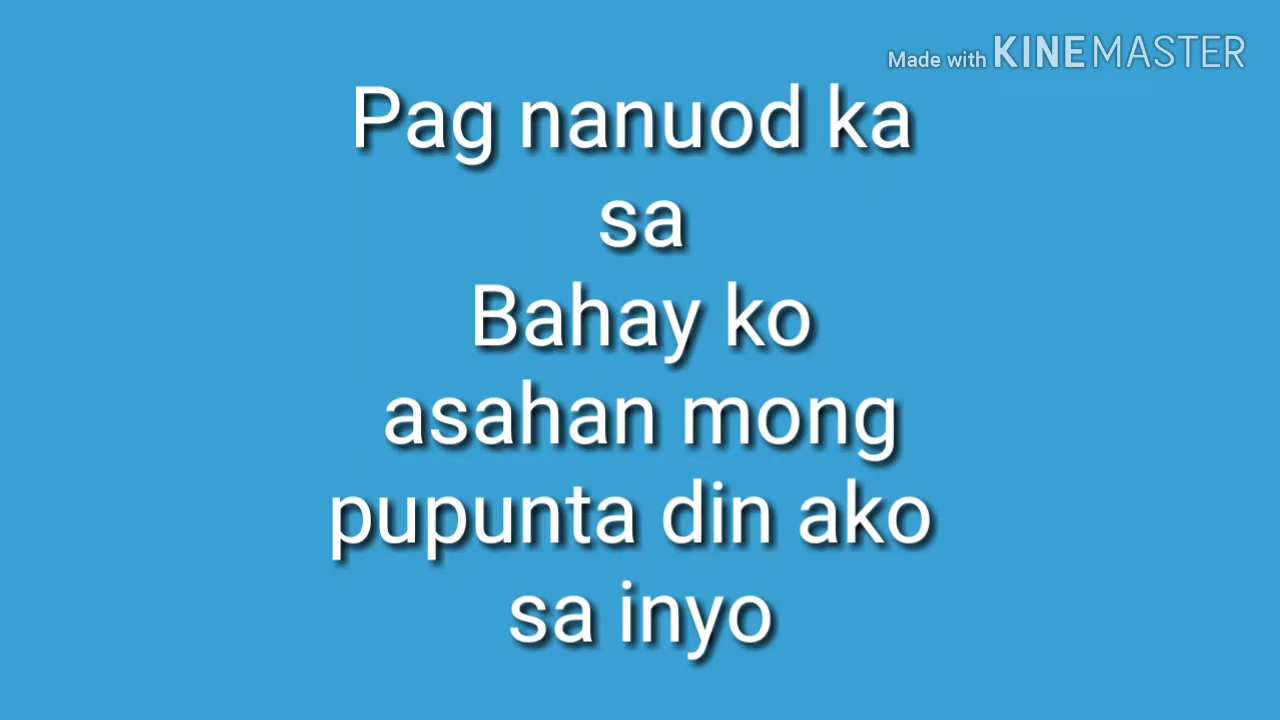 Made with KINEMASTER
Pag nanuod ka
sa
Bahay ko
asahan mong
pupunta din ako
sa inyo